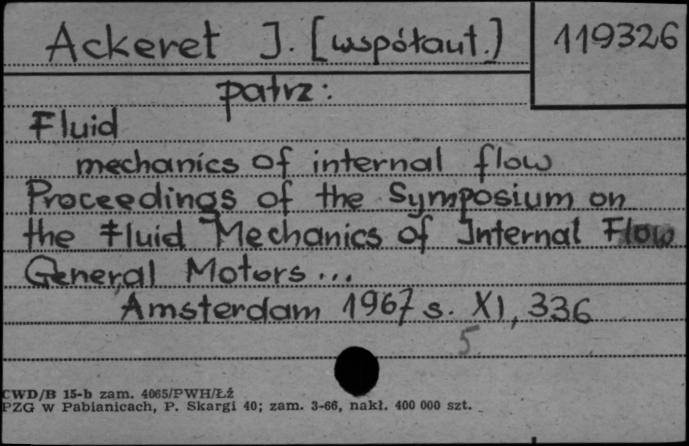 Ackeret J. [współaut.)
119326
patrz:
Fluid
mechanics of internal flow
Proceedings of the Symposium on
the Fluid Mechanics of Internal Flow
General Motors...
Amsterdam 1967 s. XI, 336
5
CWD/B 15-b zam. 4065/PWH/Łź
PZG w Pabianicach, P. Skargi 40; zam. 3-66, nakł. 400 000 szt.